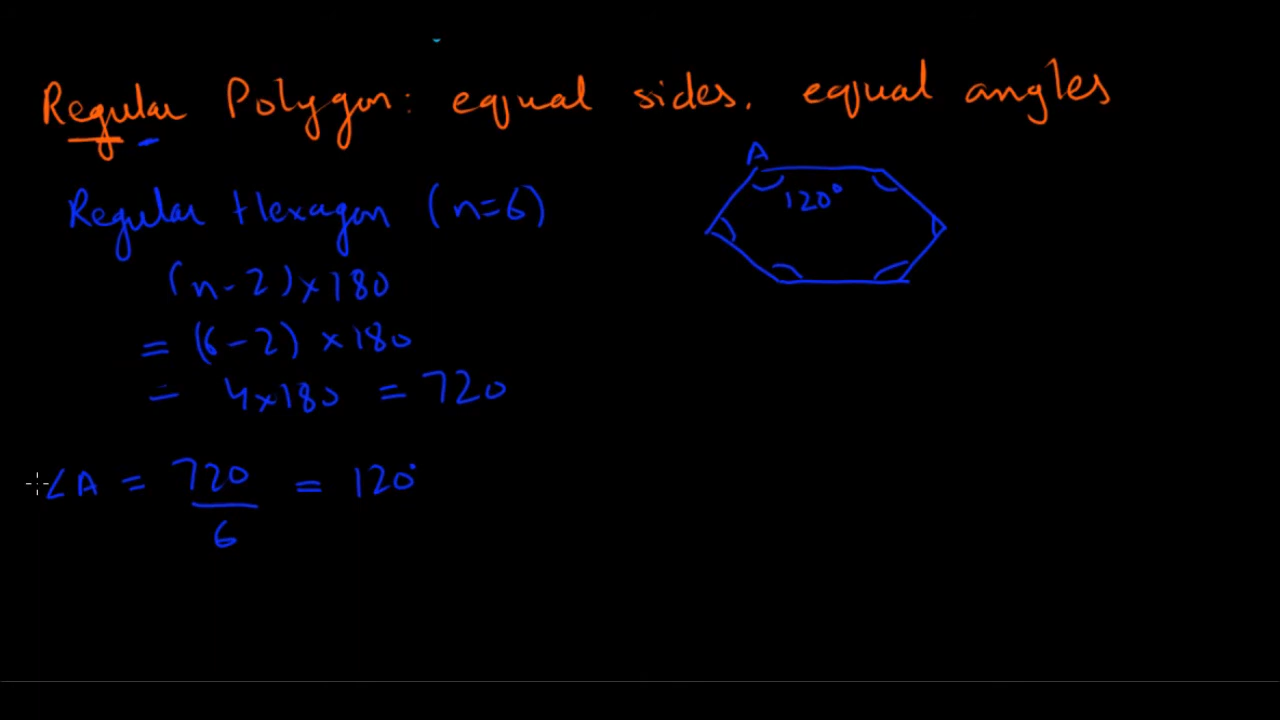 Regular Polygon: equal sides. equal angles
A
120°
Regular Hexagon (n=6)
(n-2)×180
= (6-2) ×180
= 4×180 = 720
∠A = 720/6 = 120°